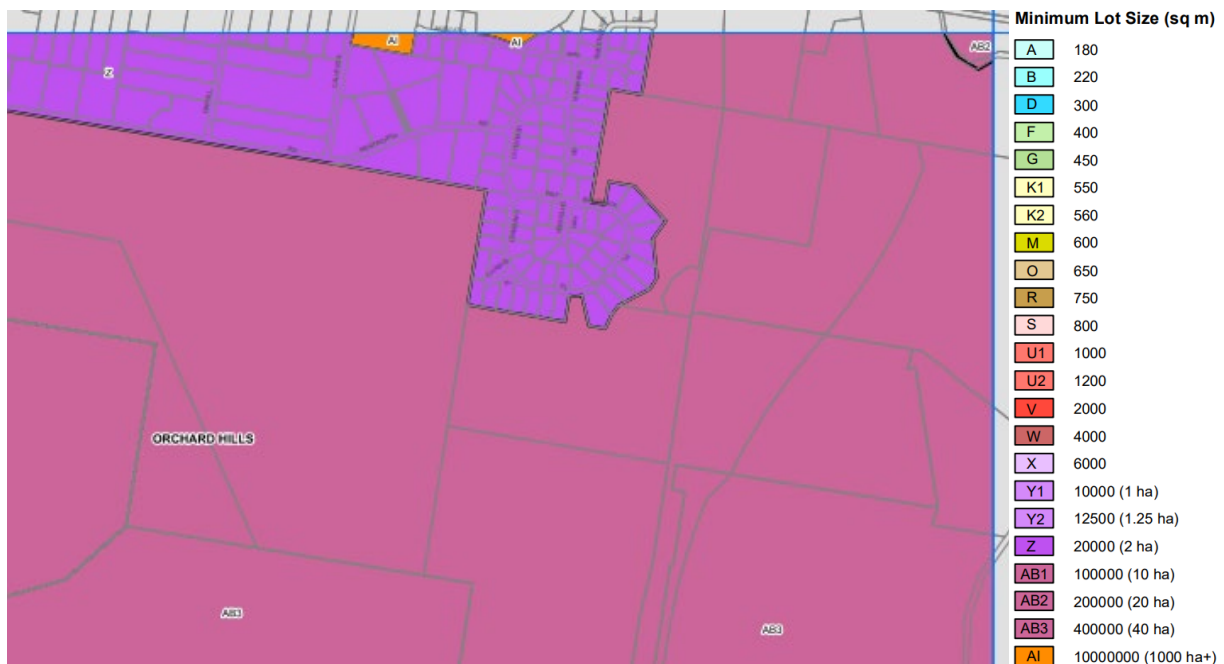 Minimum Lot Size (sq m)
A 180
B 220
D 300
F 400
G 450
K1 550
K2 560
M 600
O 650
R 750
S 800
U1 1000
U2 1200
V 2000
W 4000
X 6000
Y1 10000 (1 ha)
Y2 12500 (1.25 ha)
Z 20000 (2 ha)
AB1 100000 (10 ha)
AB2 200000 (20 ha)
AB3 400000 (40 ha)
AI 10000000 (1000 ha+)
AI
AI
AB2
Z
ORCHARD HILLS
AB3
AB3